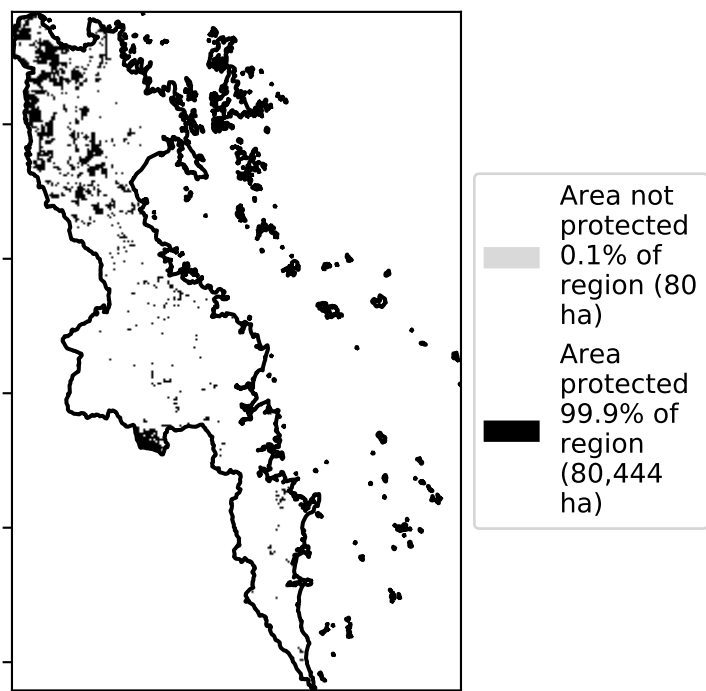 Area not
protected
0.1% of
region (80
ha)
Area
protected
99.9% of
region
(80,444
ha)